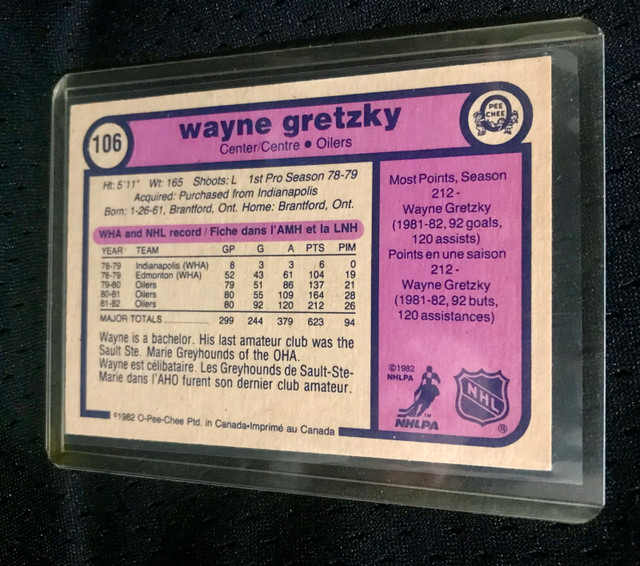 106
wayne gretzky
Center/Centre • Oilers
O
PEE
CHEE
Ht: 5'11" Wt: 165 Shoots: L 1st Pro Season 78-79
Acquired: Purchased from Indianapolis
Born: 1-26-61, Brantford, Ont. Home: Brantford, Ont.
WHA and NHL record / Fiche dans l'AMH et la LNH
YEAR TEAM GP G A PTS PIM
78-79 Indianapolis (WHA) 8 3 3 6 0
78-79 Edmonton (WHA) 52 43 61 104 19
79-80 Oilers 79 51 86 137 21
80-81 Oilers 80 55 109 164 28
81-82 Oilers 80 92 120 212 26
MAJOR TOTALS 299 244 379 623 94
Wayne is a bachelor. His last amateur club was the
Sault Ste. Marie Greyhounds of the OHA.
Wayne est célibataire. Les Greyhounds de Sault-Ste-
Marie dans l'AHO furent son dernier club amateur.
Most Points, Season
212 -
Wayne Gretzky
(1981-82, 92 goals,
120 assists)
Points en une saison
212 -
Wayne Gretzky
(1981-82, 92 buts,
120 assistances)
©1982
NHLPA
NHLPA
TM
NHL
®
©1982 O-Pee-Chee Ptd. in Canada•Imprimé au Canada